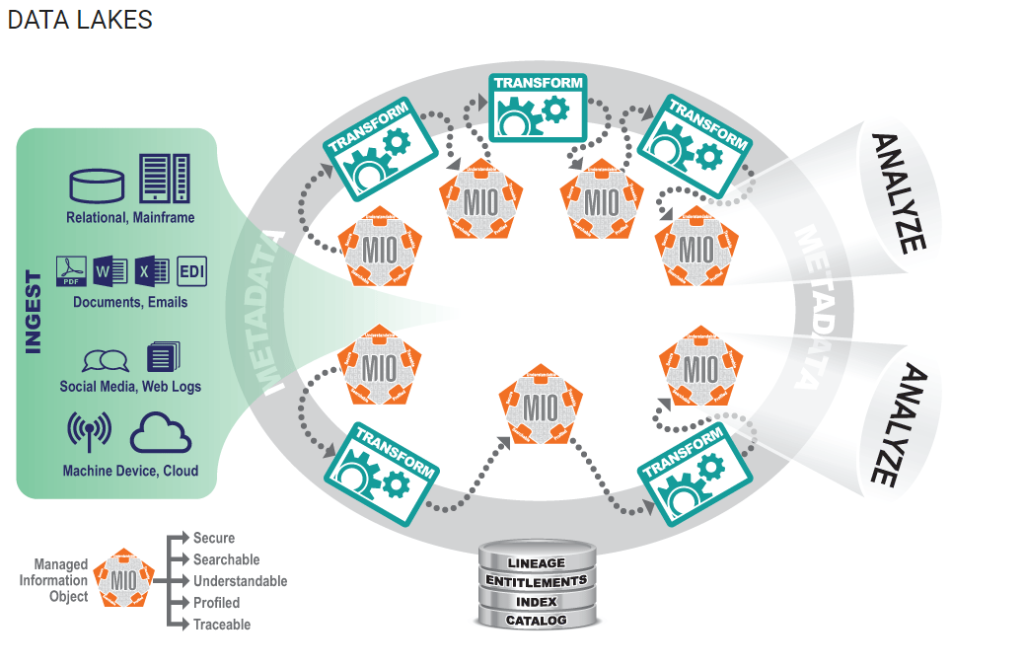 DATA LAKES
INGEST
Relational, Mainframe
PDF
W
X
EDI
Documents, Emails
Social Media, Web Logs
Machine Device, Cloud
METADATA
TRANSFORM
TRANSFORM
TRANSFORM
MIO
MIO
MIO
MIO
METADATA
ANALYZE
MIO
MIO
MIO
TRANSFORM
TRANSFORM
ANALYZE
LINEAGE
ENTITLEMENTS
INDEX
CATALOG
Managed
Information
Object
MIO
Secure
Searchable
Understandable
Profiled
Traceable